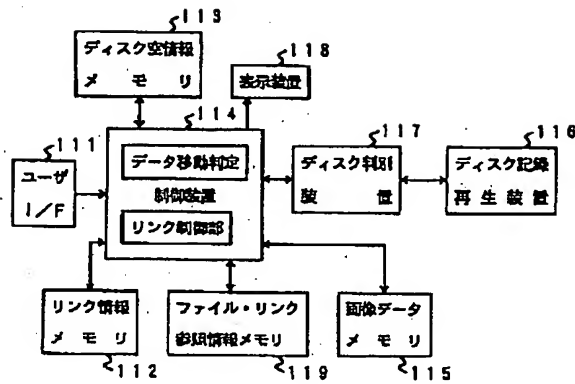 113
ディスク空情報
メモリ
118
表示装置
114
111
ユーザ
I/F
データ移動判定
制御装置
リンク制御部
117
ディスク判別
装置
116
ディスク記録
再生装置
リンク情報
メモリ
112
ファイル・リンク
参照情報メモリ
119
画像データ
メモリ
115